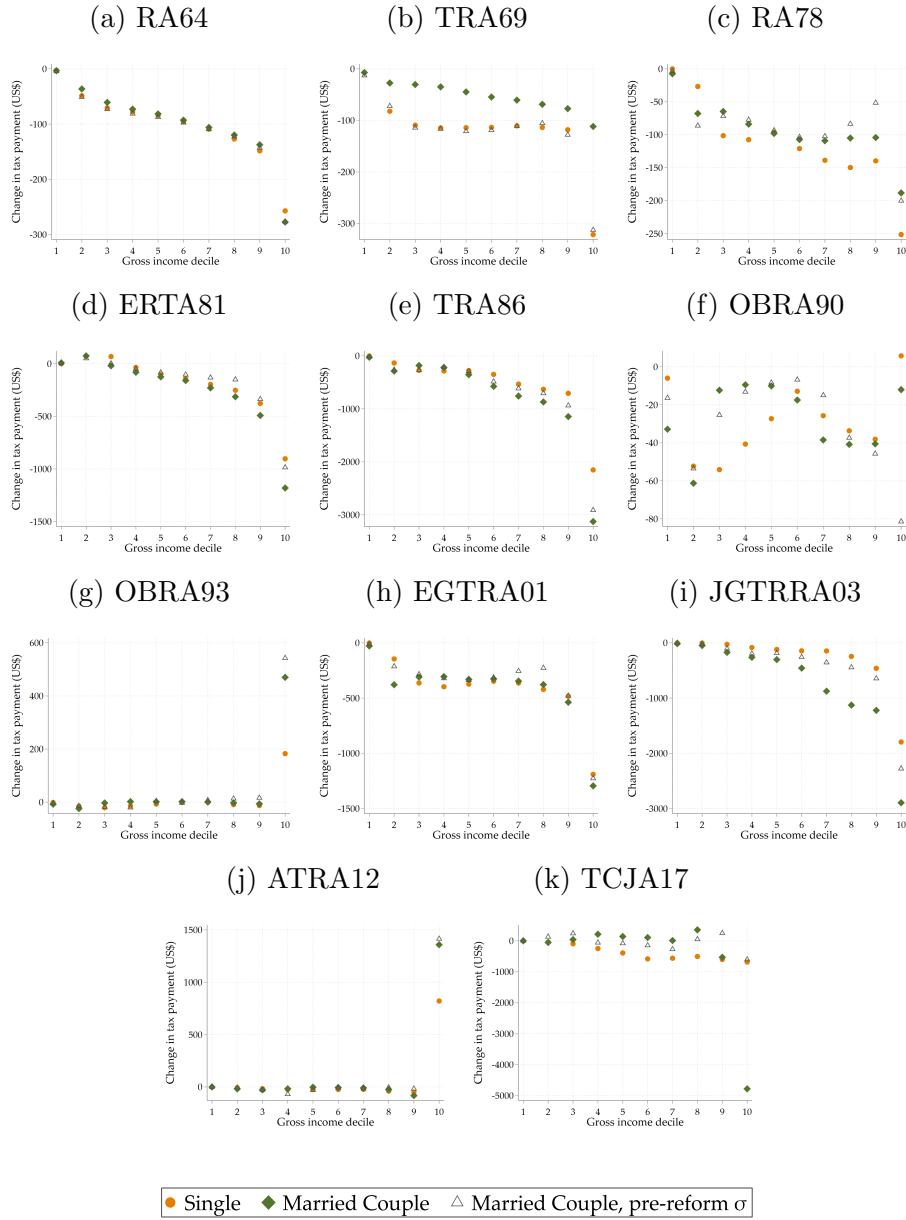 (a) RA64
(b) TRA69
(c) RA78
Change in tax payment (US$)
-0
-100
-200
-300
1 2 3 4 5 6 7 8 9 10
Gross income decile
Change in tax payment (US$)
-0
-100
-200
-300
1 2 3 4 5 6 7 8 9 10
Gross income decile
Change in tax payment (US$)
-0
-50
-100
-150
-200
-250
1 2 3 4 5 6 7 8 9 10
Gross income decile
(d) ERTA81
(e) TRA86
(f) OBRA90
Change in tax payment (US$)
0
-500
-1000
-1500
1 2 3 4 5 6 7 8 9 10
Gross income decile
Change in tax payment (US$)
0
-1000
-2000
-3000
1 2 3 4 5 6 7 8 9 10
Gross income decile
Change in tax payment (US$)
-0
-20
-40
-60
-80
1 2 3 4 5 6 7 8 9 10
Gross income decile
(g) OBRA93
(h) EGTRA01
(i) JGTRRA03
Change in tax payment (US$)
600
400
200
0
1 2 3 4 5 6 7 8 9 10
Gross income decile
Change in tax payment (US$)
0
-500
-1000
-1500
1 2 3 4 5 6 7 8 9 10
Gross income decile
Change in tax payment (US$)
0
-1000
-2000
-3000
1 2 3 4 5 6 7 8 9 10
Gross income decile
(j) ATRA12
(k) TCJA17
Change in tax payment (US$)
1500
1000
500
0
1 2 3 4 5 6 7 8 9 10
Gross income decile
Change in tax payment (US$)
0
-1000
-2000
-3000
-4000
-5000
1 2 3 4 5 6 7 8 9 10
Gross income decile
Single Married Couple Married Couple, pre-reform σ